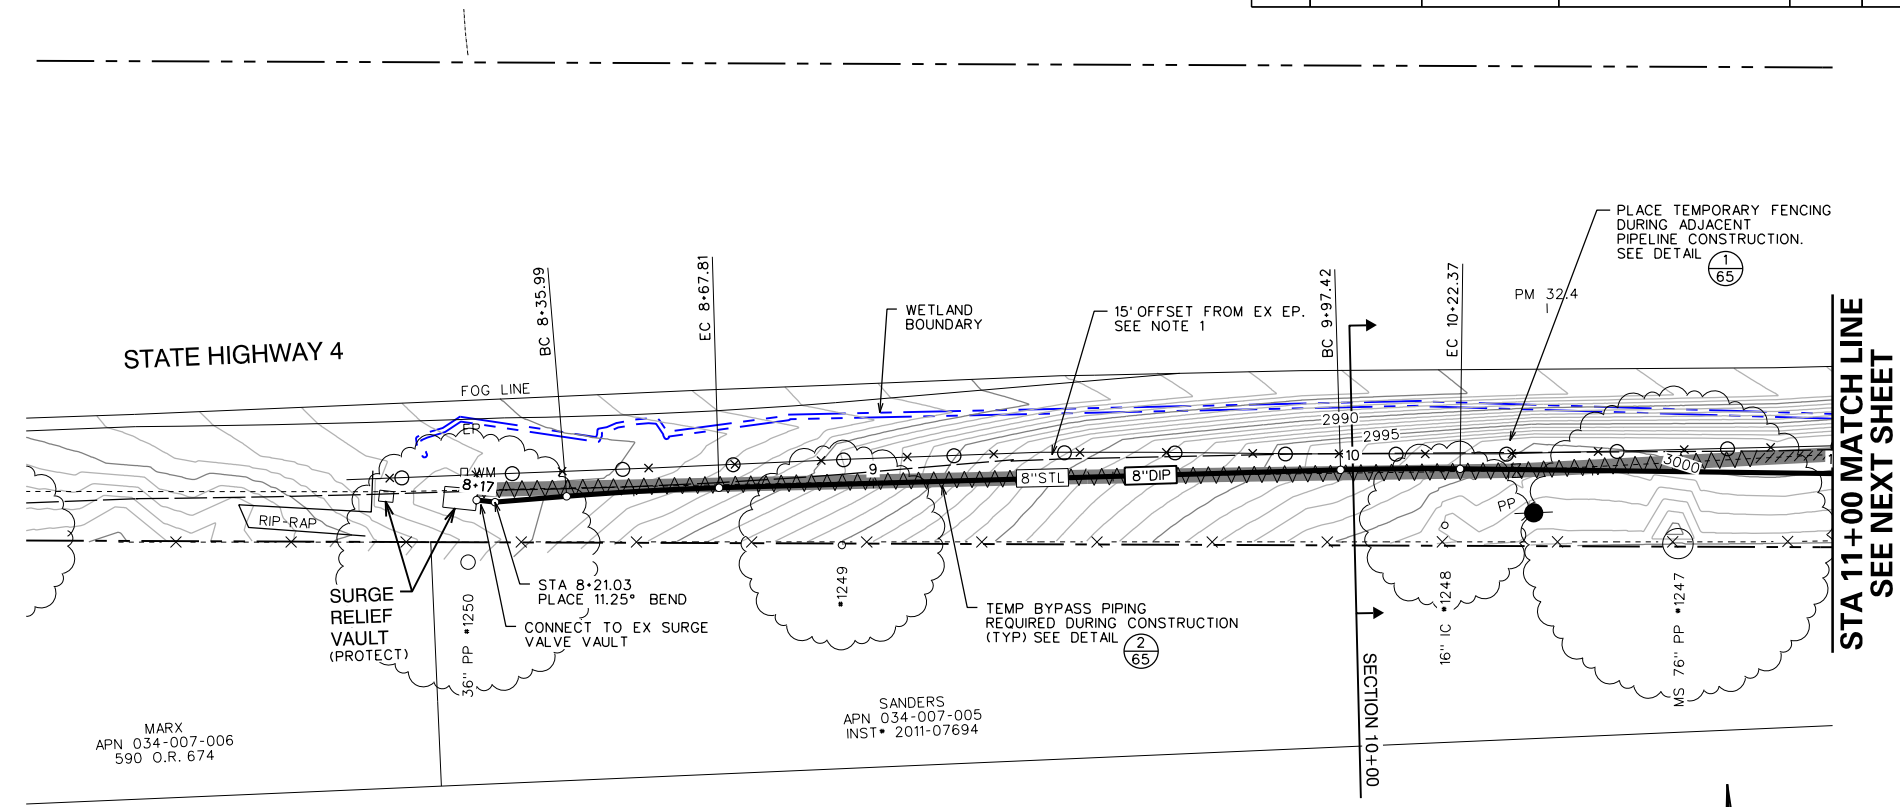 STATE HIGHWAY 4
FOG LINE
EP
WM
8+17
RIP-RAP
BC 8+35.99
EC 8+67.81
WETLAND
BOUNDARY
15' OFFSET FROM EX EP.
SEE NOTE 1
BC 9+97.42
EC 10+22.37
PM 32.4
PLACE TEMPORARY FENCING
DURING ADJACENT
PIPELINE CONSTRUCTION.
SEE DETAIL
1
65
2990
2995
3000
9
10
8"STL
8"DIP
PP
STA 11+00 MATCH LINE
SEE NEXT SHEET
SURGE
RELIEF
VAULT
(PROTECT)
36" PP #1250
STA 8+21.03
PLACE 11.25° BEND
CONNECT TO EX SURGE
VALVE VAULT
#1249
TEMP BYPASS PIPING
REQUIRED DURING CONSTRUCTION
(TYP) SEE DETAIL
2
65
16" IC #1248
MS 76" PP #1247
SECTION 10+00
MARX
APN 034-007-006
590 O.R. 674
SANDERS
APN 034-007-005
INST# 2011-07694